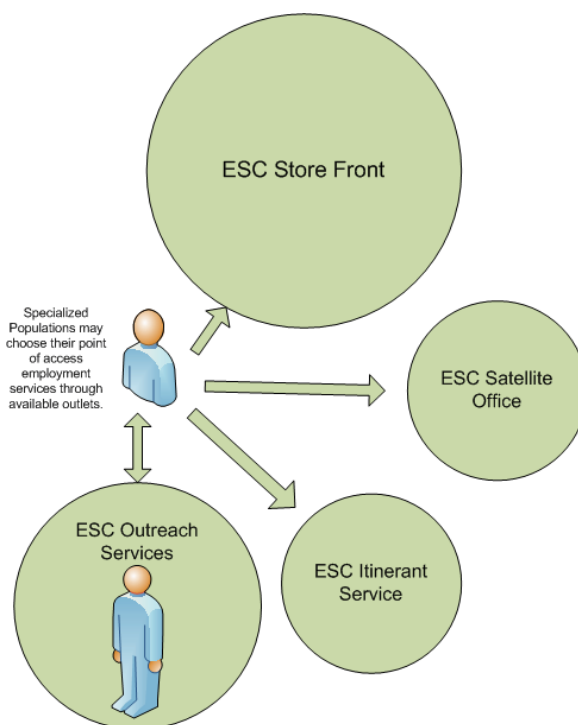 ESC Store Front
Specialized
Populations may
choose their point
of access
employment
services through
available outlets.
ESC Satellite
Office
ESC Outreach
Services
ESC Itinerant
Service